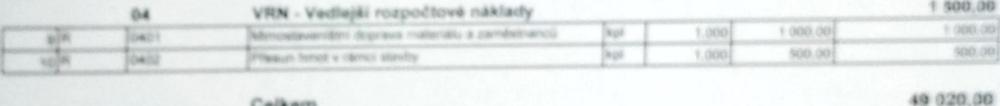 04 VRN - Vedlejší rozpočtové náklady 1 500,00
9 R 0401 Mimostaveništní doprava materiálu a zaměstnanců kpl 1,000 1 000,00 1 000,00
10 R 0402 Přesun hmot v rámci stavby kpl 1,000 500,00 500,00
Celkem 49 020,00